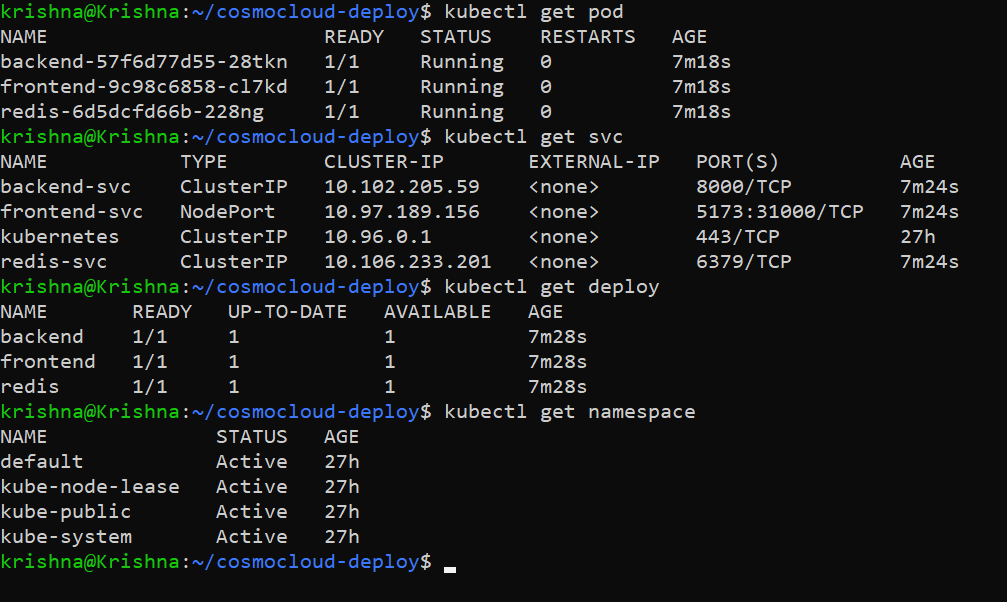 krishna@Krishna:~/cosmocloud-deploy$ kubectl get pod
NAME                       READY   STATUS    RESTARTS   AGE
backend-57f6d77d55-28tkn   1/1     Running   0          7m18s
frontend-9c98c6858-cl7kd   1/1     Running   0          7m18s
redis-6d5dcfd66b-228ng     1/1     Running   0          7m18s
krishna@Krishna:~/cosmocloud-deploy$ kubectl get svc
NAME           TYPE        CLUSTER-IP       EXTERNAL-IP   PORT(S)          AGE
backend-svc    ClusterIP   10.102.205.59    <none>        8000/TCP         7m24s
frontend-svc   NodePort    10.97.189.156    <none>        5173:31000/TCP   7m24s
kubernetes     ClusterIP   10.96.0.1        <none>        443/TCP          27h
redis-svc      ClusterIP   10.106.233.201   <none>        6379/TCP         7m24s
krishna@Krishna:~/cosmocloud-deploy$ kubectl get deploy
NAME       READY   UP-TO-DATE   AVAILABLE   AGE
backend    1/1     1            1           7m28s
frontend   1/1     1            1           7m28s
redis      1/1     1            1           7m28s
krishna@Krishna:~/cosmocloud-deploy$ kubectl get namespace
NAME              STATUS   AGE
default           Active   27h
kube-node-lease   Active   27h
kube-public       Active   27h
kube-system       Active   27h
krishna@Krishna:~/cosmocloud-deploy$